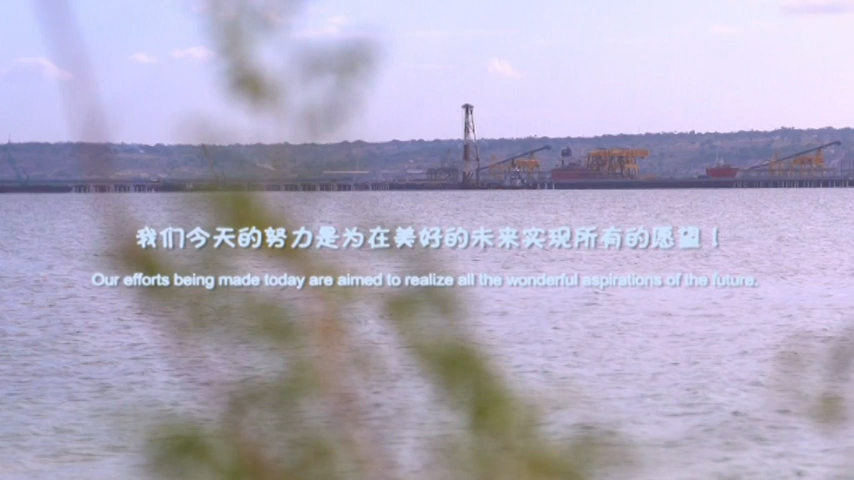 我们今天的努力是为在美好的未来实现所有的愿望！
Our efforts being made today are aimed to realize all the wonderful aspirations of the future.